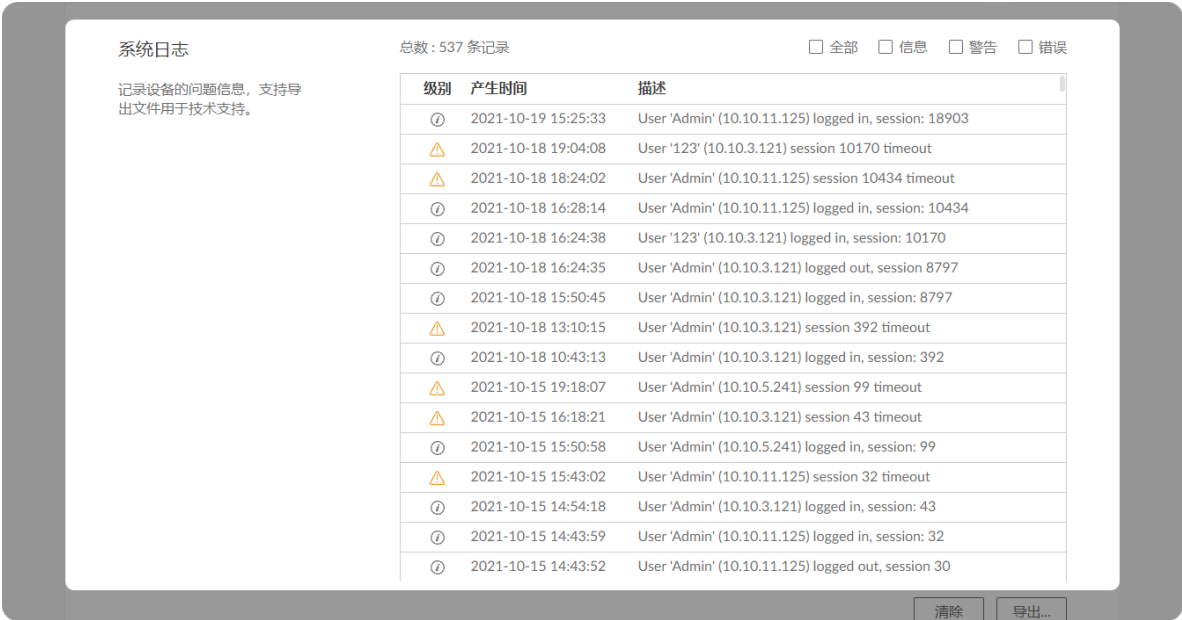 系统日志
记录设备的问题信息，支持导
出文件用于技术支持。
总数 : 537 条记录
全部 信息 警告 错误
级别 产生时间 描述
2021-10-19 15:25:33 User 'Admin' (10.10.11.125) logged in, session: 18903
2021-10-18 19:04:08 User '123' (10.10.3.121) session 10170 timeout
2021-10-18 18:24:02 User 'Admin' (10.10.11.125) session 10434 timeout
2021-10-18 16:28:14 User 'Admin' (10.10.11.125) logged in, session: 10434
2021-10-18 16:24:38 User '123' (10.10.3.121) logged in, session: 10170
2021-10-18 16:24:35 User 'Admin' (10.10.3.121) logged out, session 8797
2021-10-18 15:50:45 User 'Admin' (10.10.3.121) logged in, session: 8797
2021-10-18 13:10:15 User 'Admin' (10.10.3.121) session 392 timeout
2021-10-18 10:43:13 User 'Admin' (10.10.3.121) logged in, session: 392
2021-10-15 19:18:07 User 'Admin' (10.10.5.241) session 99 timeout
2021-10-15 16:18:21 User 'Admin' (10.10.3.121) session 43 timeout
2021-10-15 15:50:58 User 'Admin' (10.10.5.241) logged in, session: 99
2021-10-15 15:43:02 User 'Admin' (10.10.11.125) session 32 timeout
2021-10-15 14:54:18 User 'Admin' (10.10.3.121) logged in, session: 43
2021-10-15 14:43:59 User 'Admin' (10.10.11.125) logged in, session: 32
2021-10-15 14:43:52 User 'Admin' (10.10.11.125) logged out, session 30
清除 导出...